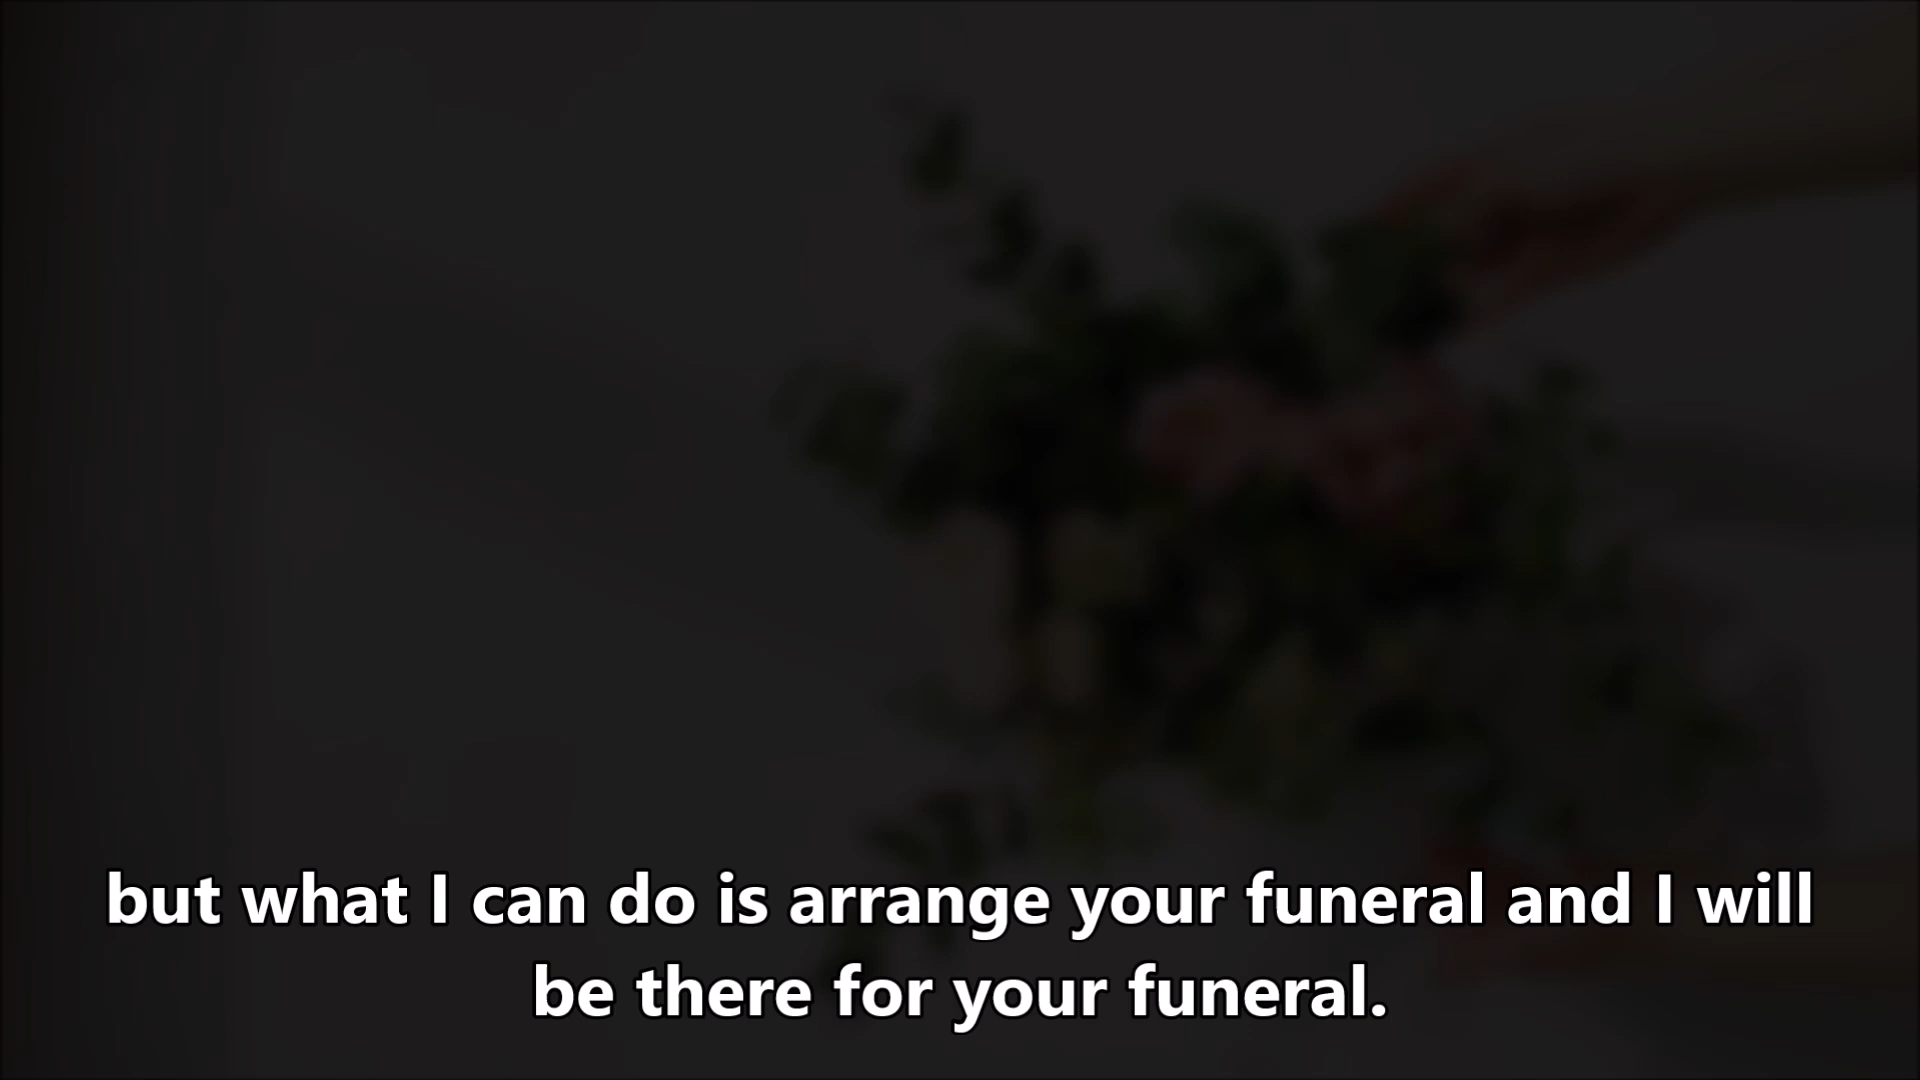 but what I can do is arrange your funeral and I will
be there for your funeral.